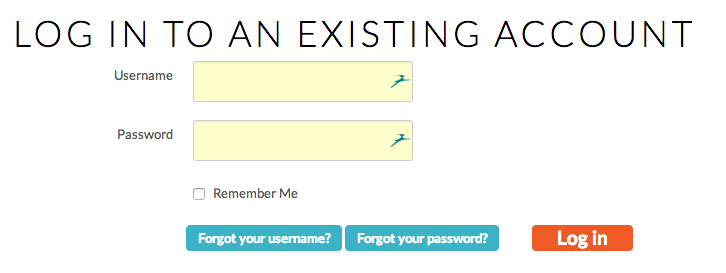 LOG IN TO AN EXISTING ACCOUNT
Username
Password
Remember Me
Forgot your username? Forgot your password? Log in